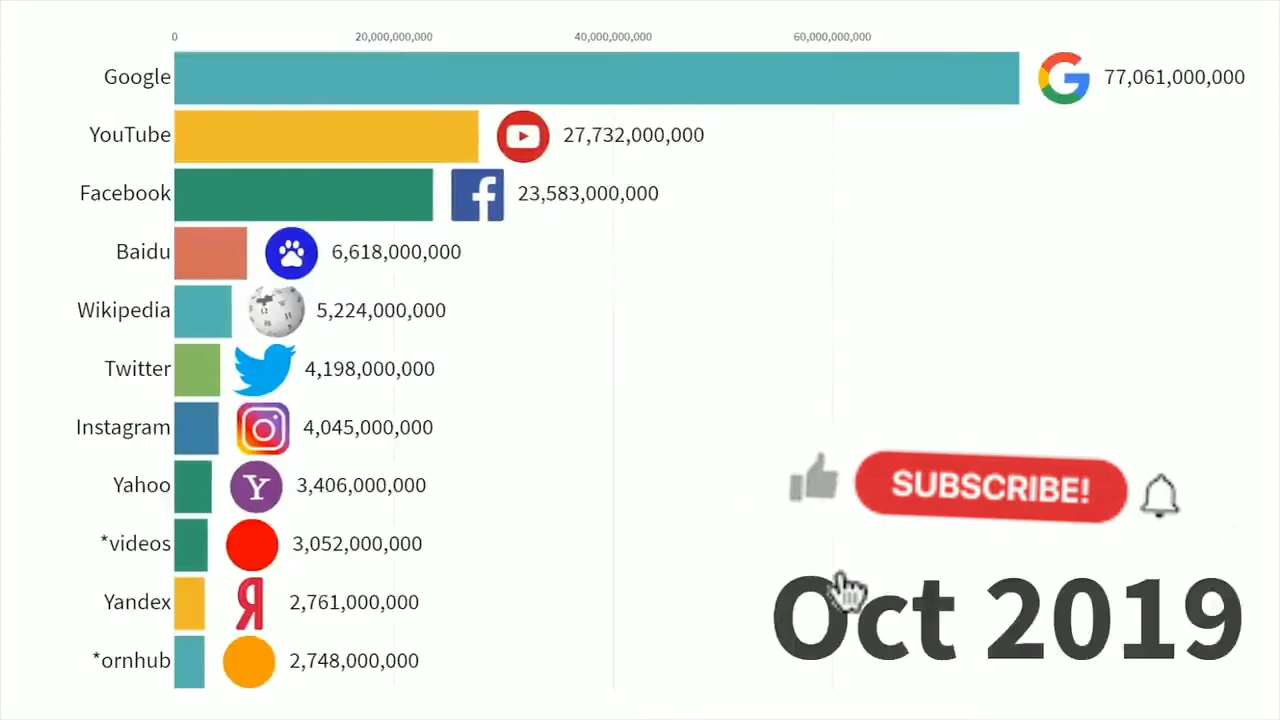 0 20,000,000,000 40,000,000,000 60,000,000,000
Google G 77,061,000,000
YouTube 27,732,000,000
Facebook f 23,583,000,000
Baidu 6,618,000,000
Wikipedia 5,224,000,000
Twitter 4,198,000,000
Instagram 4,045,000,000
Yahoo Y 3,406,000,000
*videos 3,052,000,000
Yandex Я 2,761,000,000
*ornhub 2,748,000,000
SUBSCRIBE!
Oct 2019